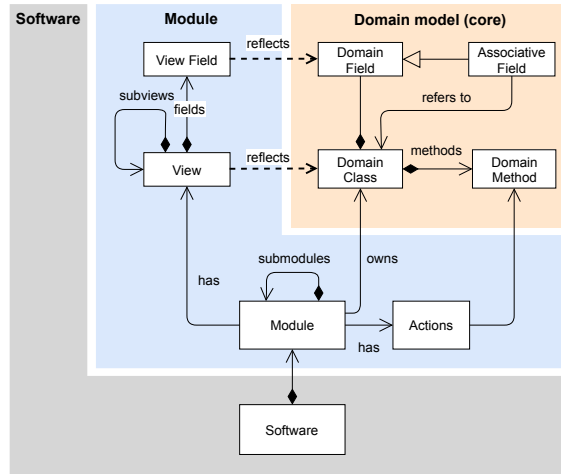 Software
Module
Domain model (core)
View Field
reflects
Domain
Field
Associative
Field
subviews
fields
refers to
View
reflects
Domain
Class
methods
Domain
Method
has
submodules
owns
Module
has
Actions
Software